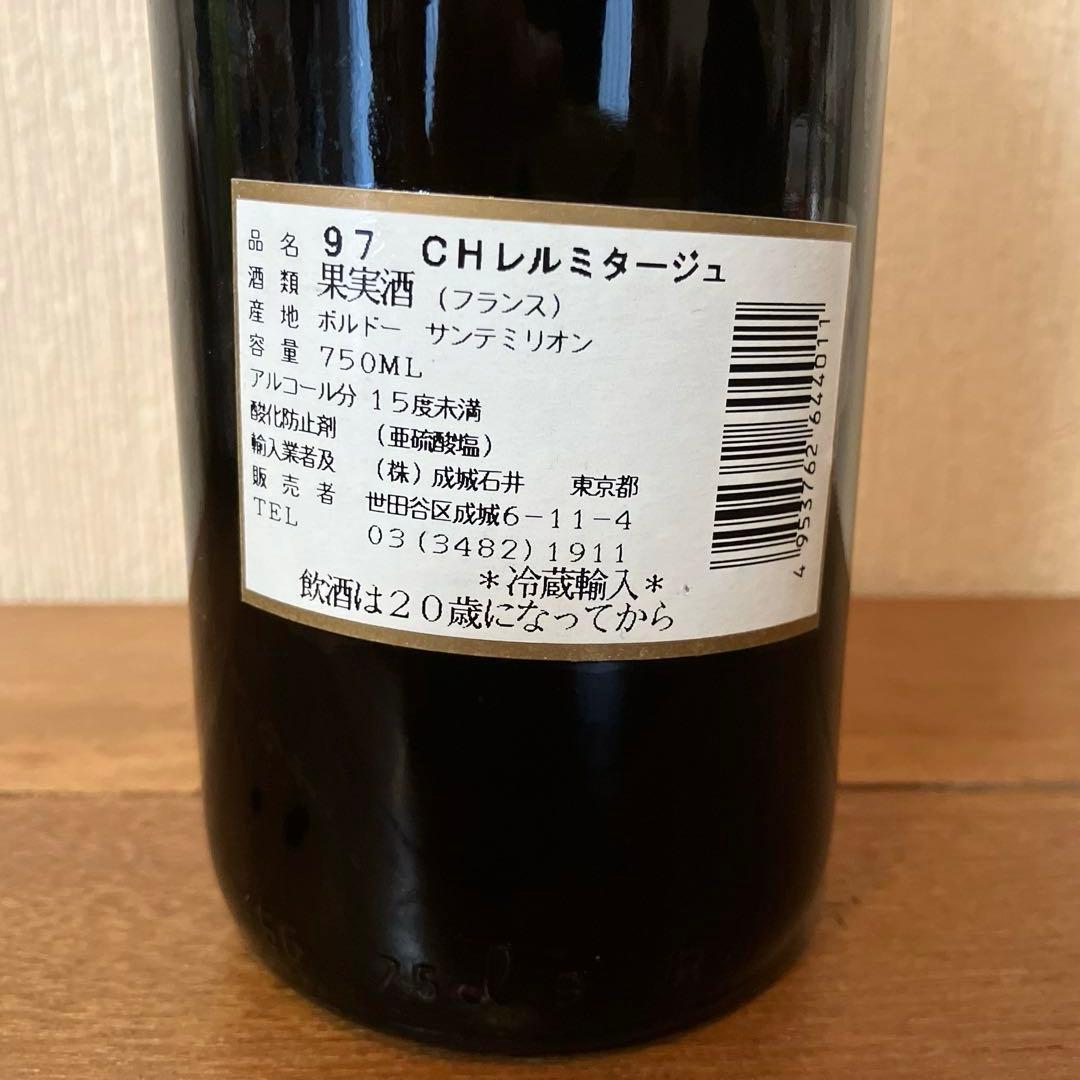 品名 97 CHレルミタージュ
酒類 果実酒 (フランス)
産地 ボルドー サンテミリオン
容量 750ML
アルコール分 15度未満
酸化防止剤 (亜硫酸塩)
輸入業者及 (株)成城石井 東京都
販売者 世田谷区成城6-11-4
TEL 03(3482)1911
*冷蔵輸入*
飲酒は20歳になってから
4953762644011
75cl